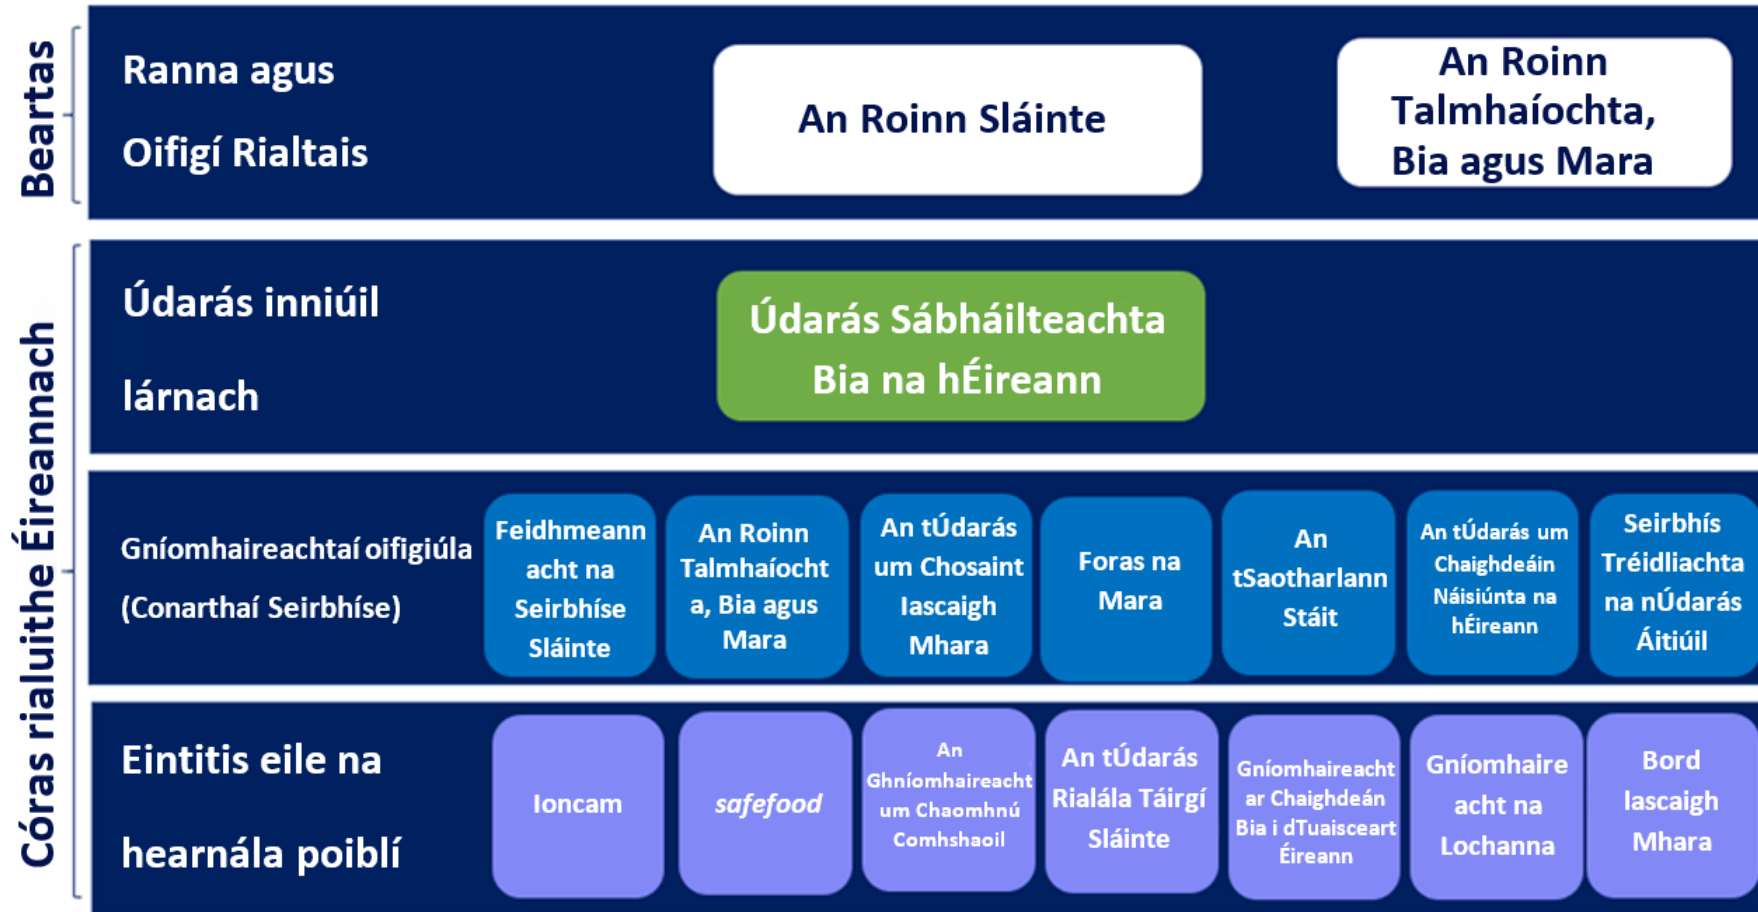 Beartas
Ranna agus
Oifigí Rialtais
An Roinn Sláinte
An Roinn
Talmhaíochta,
Bia agus Mara
Córas rialuithe Éireannach
Údarás inniúil
lárnach
Údarás Sábháilteachta
Bia na hÉireann
Gníomhaireachtaí oifigiúla
(Conarthaí Seirbhíse)
Feidhmeann
acht na
Seirbhíse
Sláinte
An Roinn
Talmhaíocht
a, Bia agus
Mara
An tÚdarás
um Chosaint
Iascaigh
Mhara
Foras na
Mara
An
tSaotharlann
Stáit
An tÚdarás um
Chaighdeáin
Náisiúnta na
hÉireann
Seirbhís
Tréidliachta
na nÚdarás
Áitiúil
Eintitis eile na
hearnála poiblí
Ioncam
safefood
An
Ghníomhaireacht
um Chaomhnú
Comhshaoil
An tÚdarás
Rialála Táirgí
Sláinte
Gníomhaireacht
ar Chaighdeán
Bia i dTuaisceart
Éireann
Gníomhaire
acht na
Lochanna
Bord
Iascaigh
Mhara